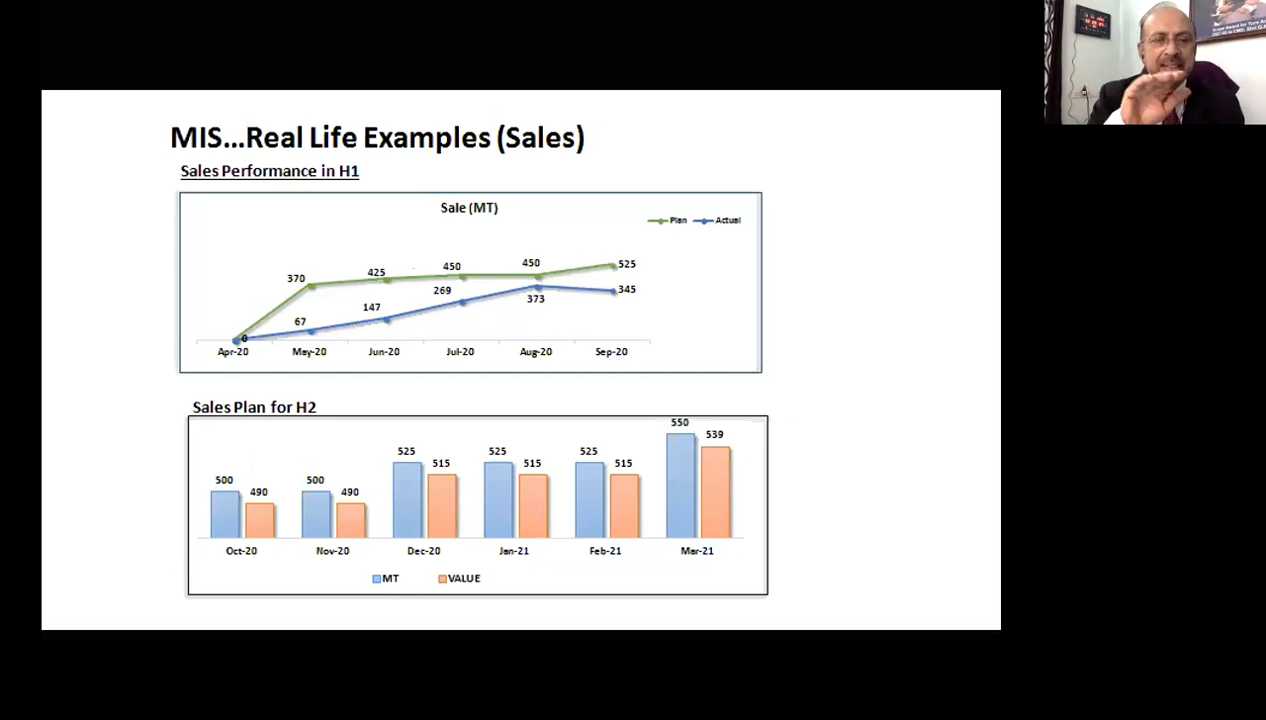 MIS...Real Life Examples (Sales)
Sales Performance in H1
Sale (MT)
Plan Actual
370 425 450 450 525
67 147 269 373 345
0
Apr-20 May-20 Jun-20 Jul-20 Aug-20 Sep-20
Sales Plan for H2
500 490 500 490 525 515 525 515 525 515 550 539
Oct-20 Nov-20 Dec-20 Jan-21 Feb-21 Mar-21
MT VALUE